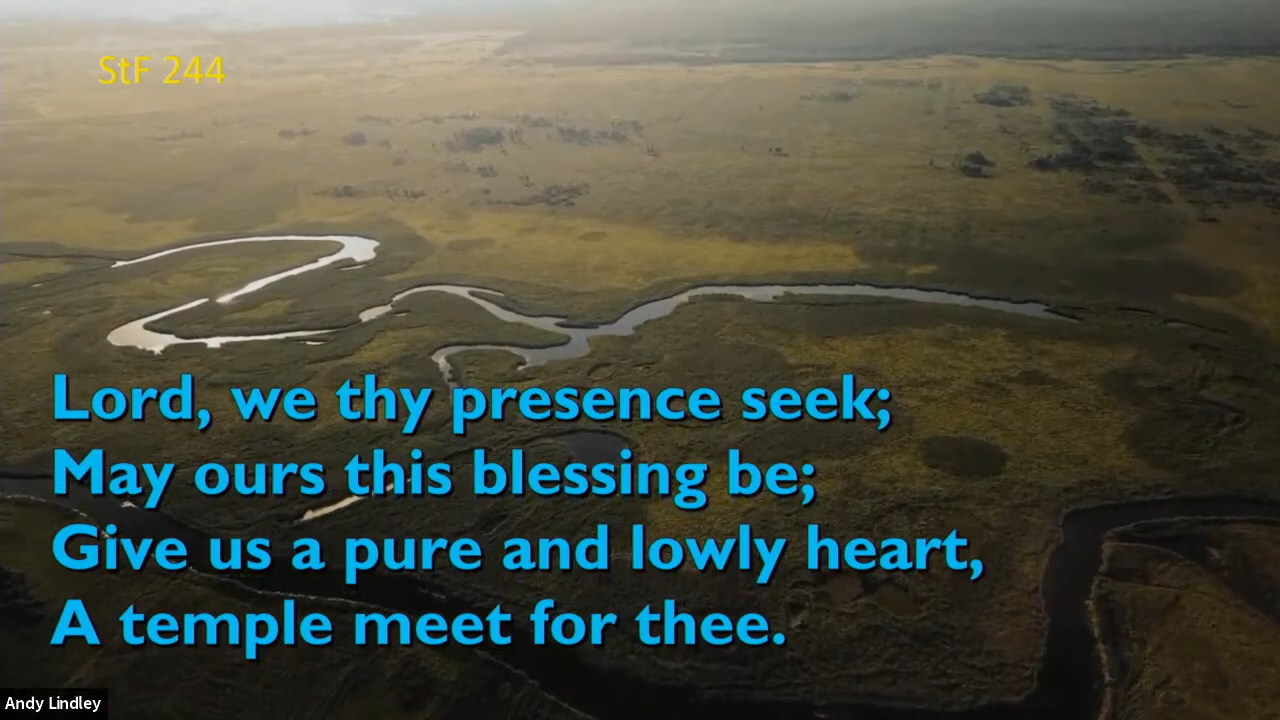 StF 244
Lord, we thy presence seek;
May ours this blessing be;
Give us a pure and lowly heart,
A temple meet for thee.
Andy Lindley